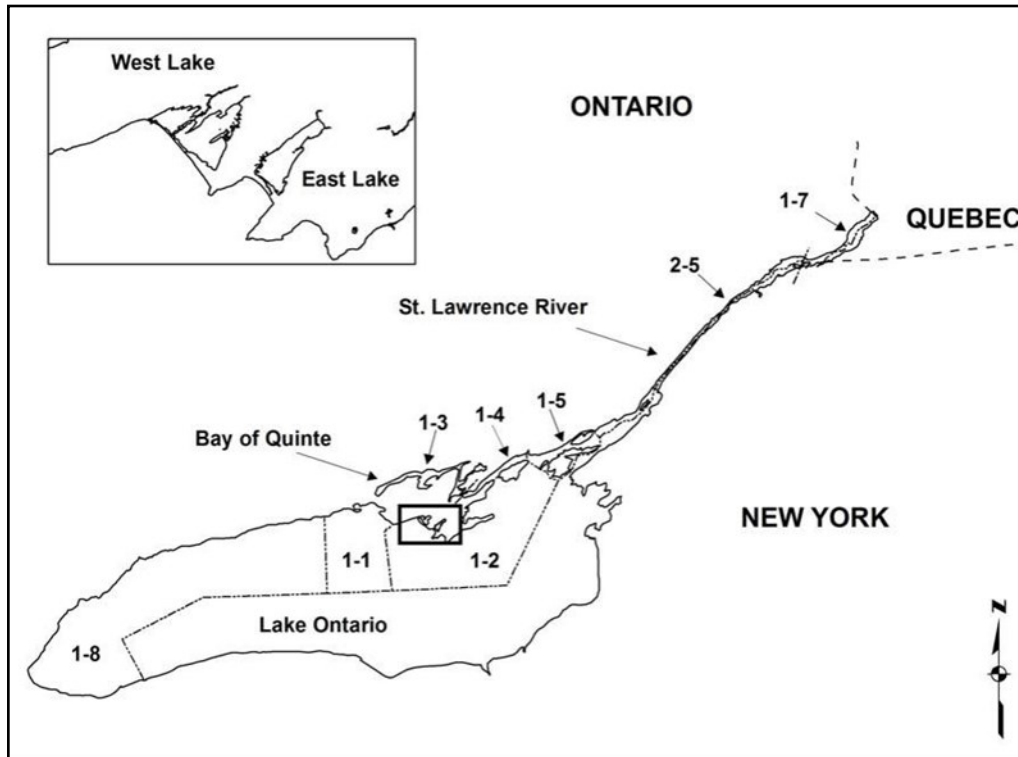 West Lake
East Lake
ONTARIO
1-7
QUEBEC
2-5
St. Lawrence River
1-5
1-4
1-3
Bay of Quinte
NEW YORK
1-1
1-2
Lake Ontario
1-8
N